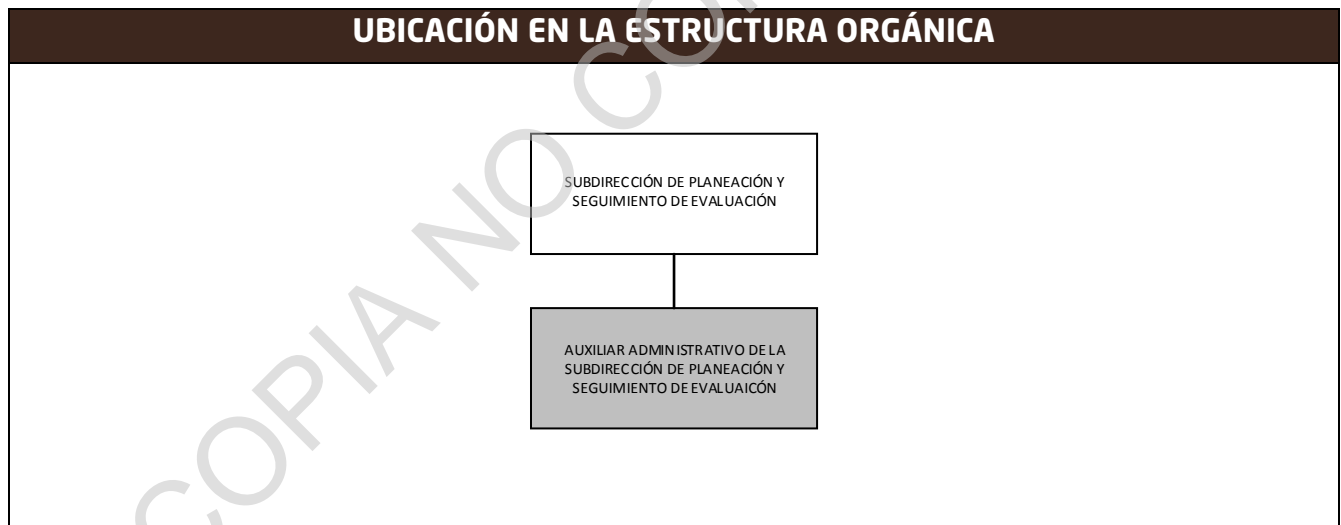 UBICACIÓN EN LA ESTRUCTURA ORGÁNICA
SUBDIRECCIÓN DE PLANEACIÓN Y
SEGUIMIENTO DE EVALUACIÓN
AUXILIAR ADMINISTRATIVO DE LA
SUBDIRECCIÓN DE PLANEACIÓN Y
SEGUIMIENTO DE EVALUAICÓN
COPIA NO CO